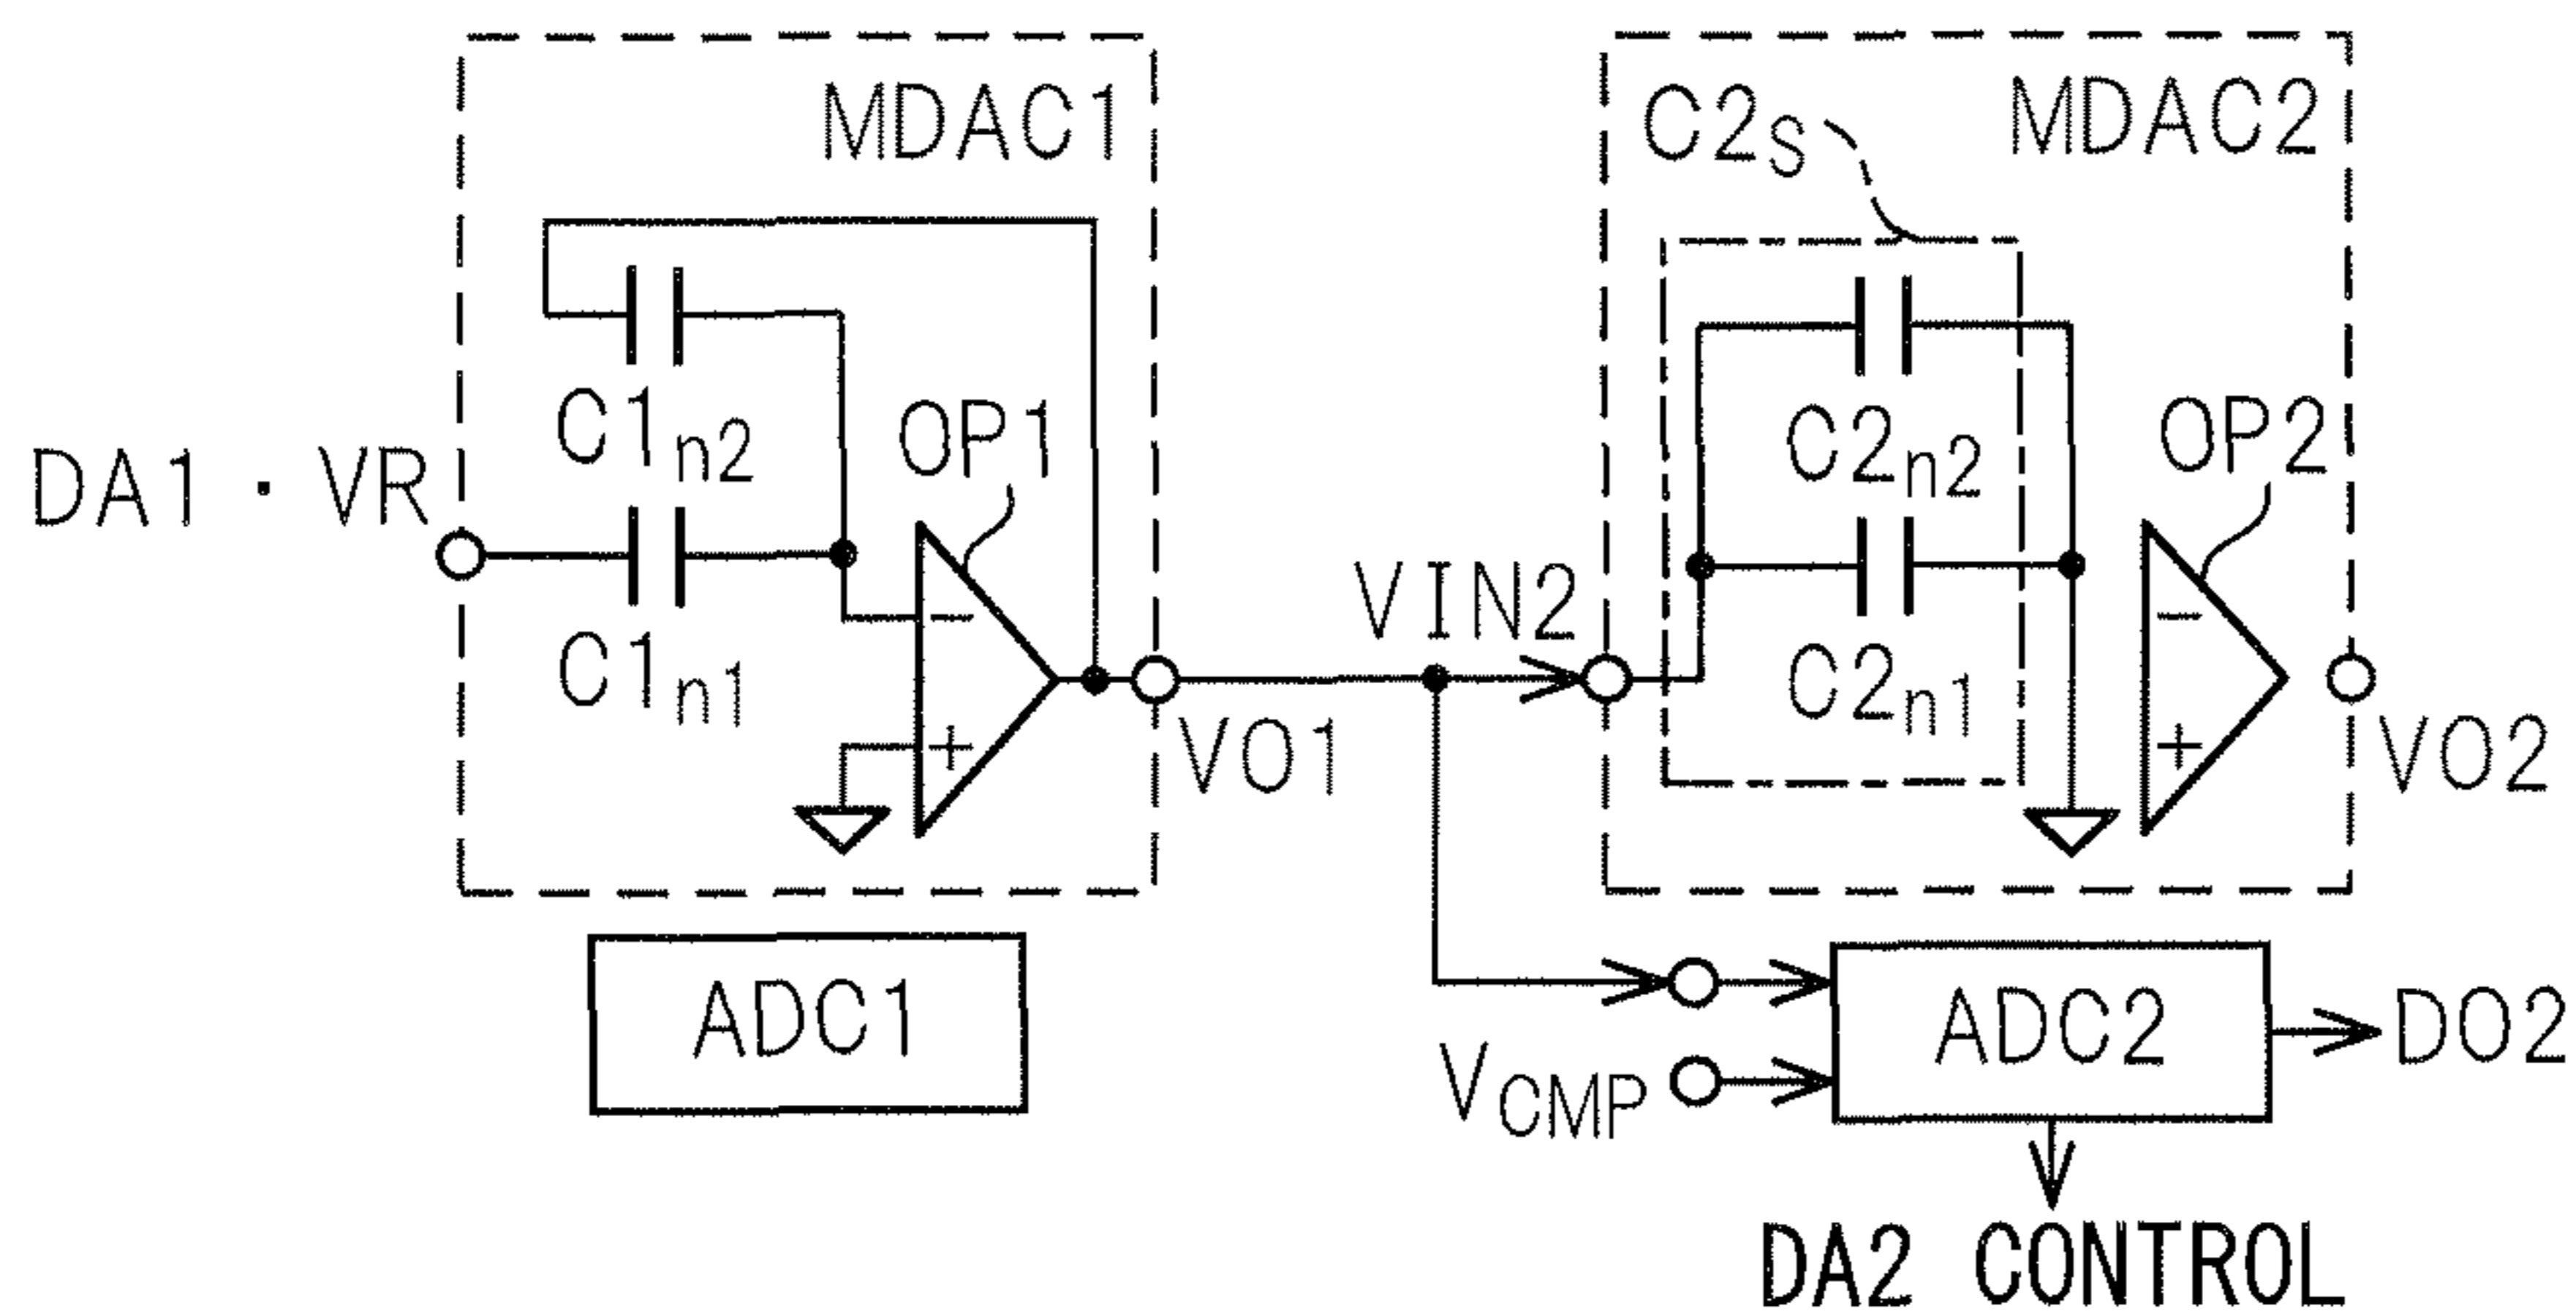 MDAC1
C1n2
OP1
DA1 · VR
C1n1
−
+
VO1
ADC1
C2S
MDAC2
C2n2
OP2
VIN2
C2n1
−
+
VO2
ADC2
DO2
VCMP
DA2 CONTROL